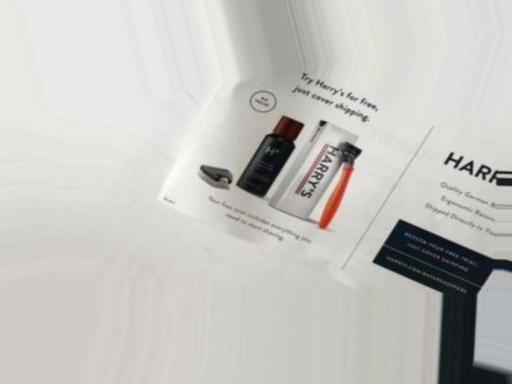 Try Harry's for free,
just cover shipping.
H'
HARRY'S
Your free trial includes everything you
need to start shaving.
HARR
Quality German
Ergonomic Razors.
Shipped Directly to You
REDEEM YOUR FREE TRIAL,
JUST COVER SHIPPING